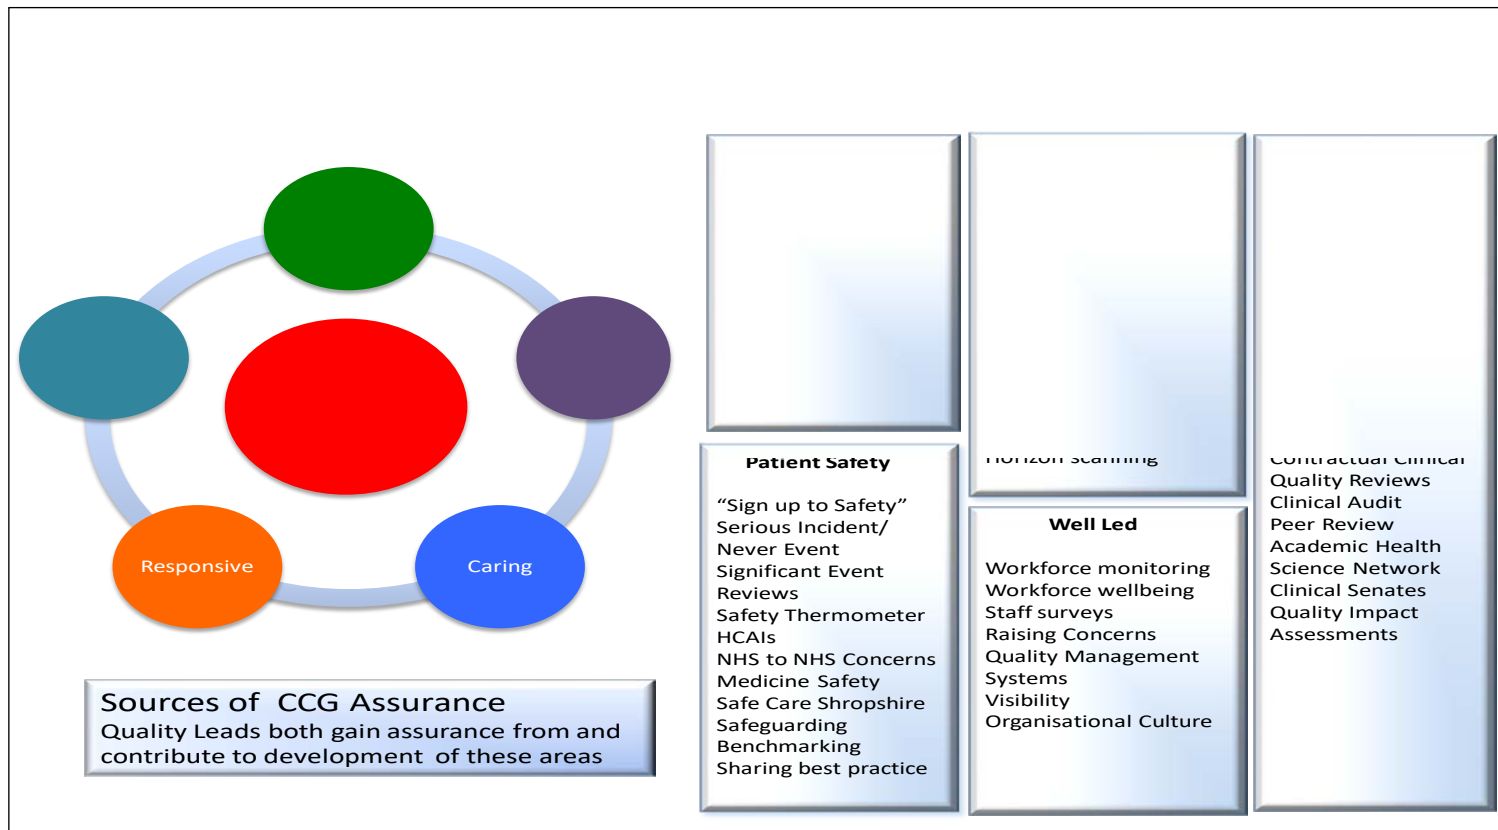 Responsive
Caring
Sources of CCG Assurance
Quality Leads both gain assurance from and
contribute to development of these areas
Patient Safety
“Sign up to Safety”
Serious Incident/
Never Event
Significant Event
Reviews
Safety Thermometer
HCAIs
NHS to NHS Concerns
Medicine Safety
Safe Care Shropshire
Safeguarding
Benchmarking
Sharing best practice
Horizon scanning
Well Led
Workforce monitoring
Workforce wellbeing
Staff surveys
Raising Concerns
Quality Management
Systems
Visibility
Organisational Culture
Contractual Clinical
Quality Reviews
Clinical Audit
Peer Review
Academic Health
Science Network
Clinical Senates
Quality Impact
Assessments